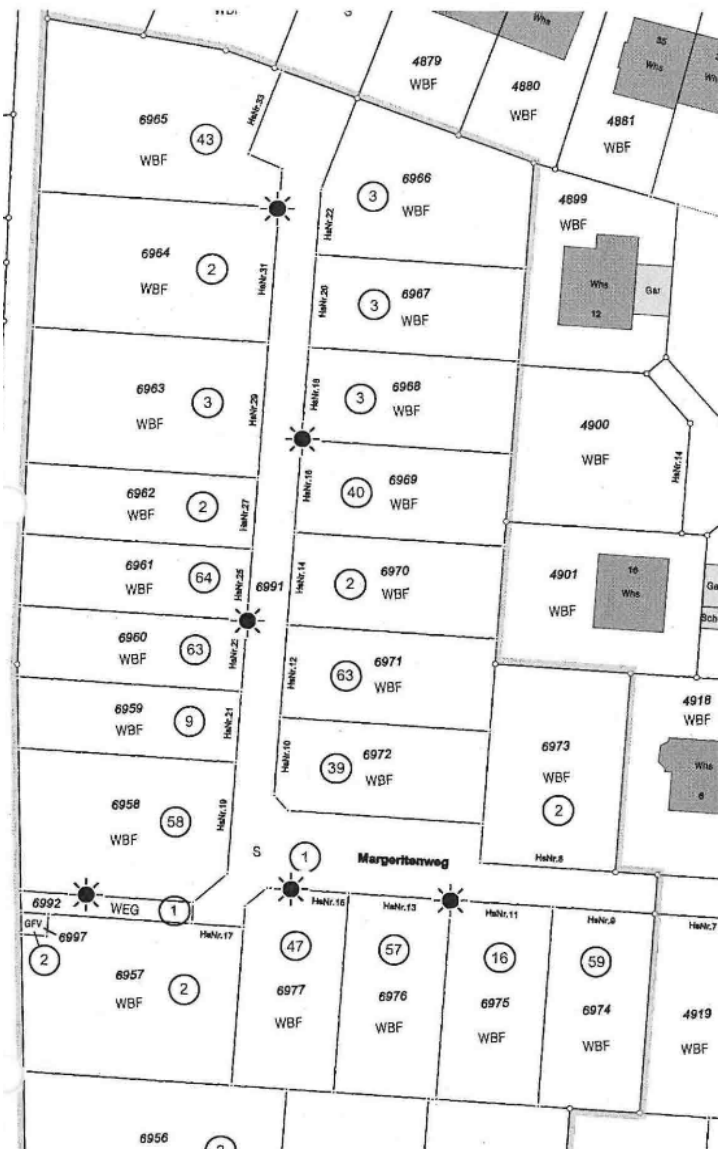 WBF
S
Whs
35
Whs
4879
WBF
4880
WBF
4881
WBF
6965
43
WBF
HsNr.33
6966
3
WBF
HsNr.22
4899
WBF
Whs
12
Gar
6964
2
WBF
HsNr.31
6967
3
WBF
HsNr.20
6963
3
WBF
HsNr.29
6968
3
WBF
HsNr.18
4900
WBF
HsNr.14
6962
2
WBF
HsNr.27
6969
40
WBF
HsNr.16
6961
64
WBF
HsNr.25
6991
6970
2
WBF
HsNr.14
4901
WBF
16
Whs
6960
63
WBF
6971
63
WBF
HsNr.12
6959
9
WBF
HsNr.21
6972
39
WBF
HsNr.10
6973
WBF
2
4918
WBF
Whs
6
6958
58
WBF
HsNr.19
S
1
Margeritenweg
HsNr.8
6992
WEG
1
GFV
6997
2
HsNr.17
HsNr.15
HsNr.13
HsNr.11
HsNr.9
HsNr.7
6957
2
WBF
47
6977
WBF
57
6976
WBF
16
6975
WBF
59
6974
WBF
4919
WBF
6956